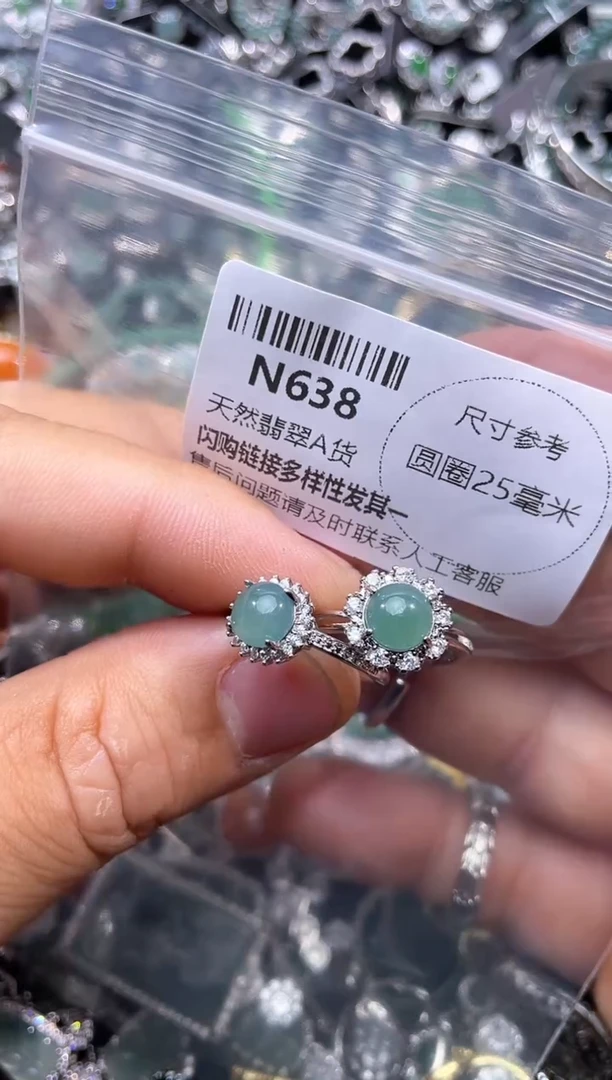 N638
天然翡翠A货
闪购链接多样性发其一
售后问题请及时联系人工客服
尺寸参考
圆圈25毫米